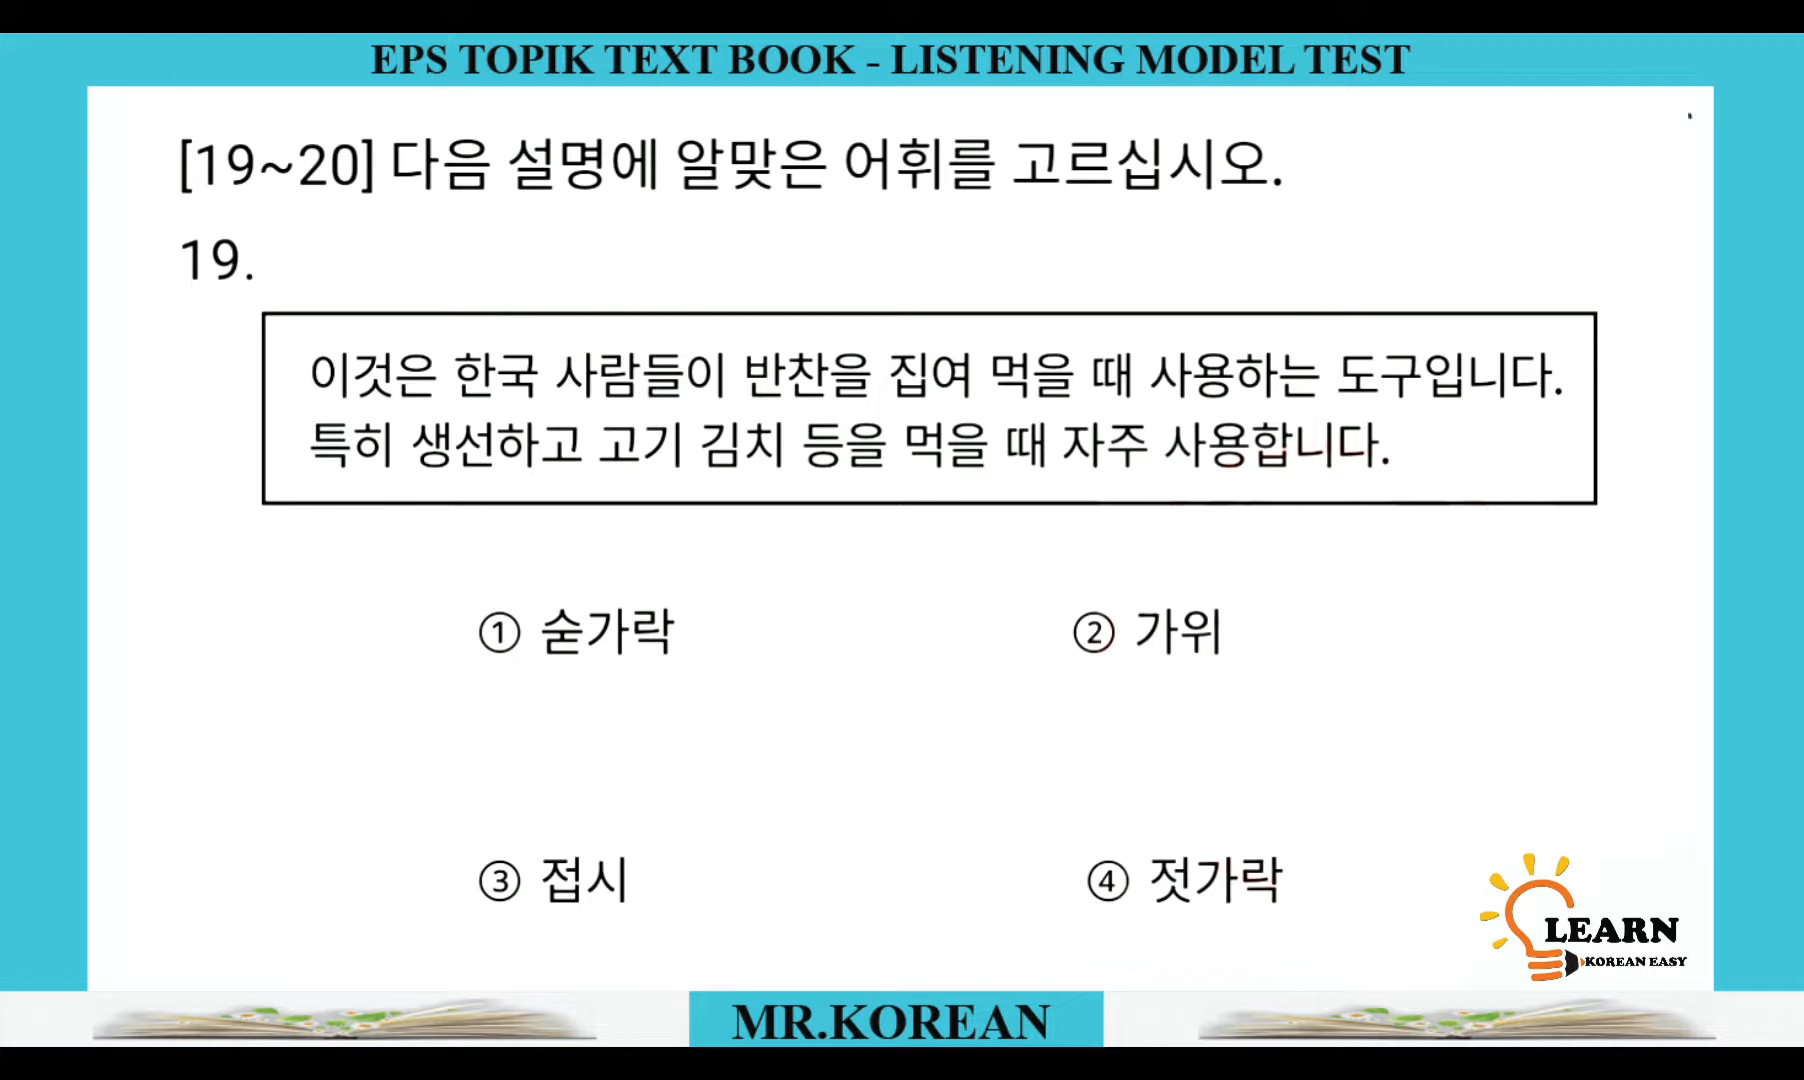 EPS TOPIK TEXT BOOK - LISTENING MODEL TEST
[19~20] 다음 설명에 알맞은 어휘를 고르십시오.
19.
이것은 한국 사람들이 반찬을 집여 먹을 때 사용하는 도구입니다.
특히 생선하고 고기 김치 등을 먹을 때 자주 사용합니다.
① 숟가락
② 가위
③ 접시
④ 젓가락
LEARN
KOREAN EASY
MR.KOREAN